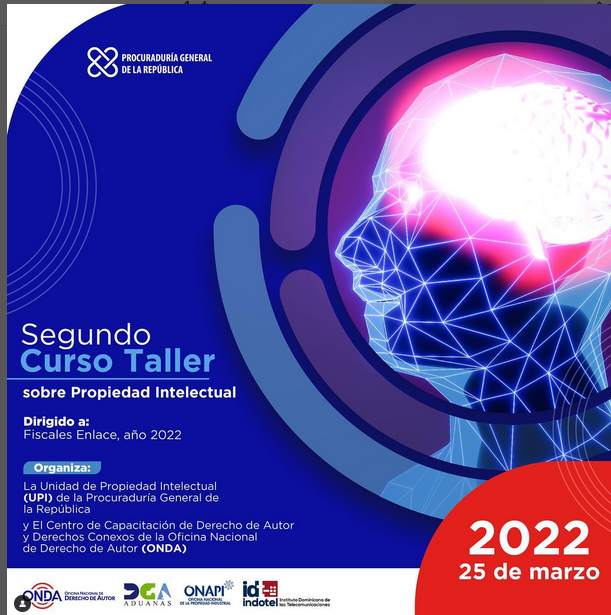 PROCURADURÍA GENERAL
DE LA REPÚBLICA
Segundo
Curso Taller
sobre Propiedad Intelectual
Dirigido a:
Fiscales Enlace, año 2022
Organiza:
La Unidad de Propiedad Intelectual
(UPI) de la Procuraduría General de
la República
y El Centro de Capacitación de Derecho de Autor
y Derechos Conexos de la Oficina Nacional
de Derecho de Autor (ONDA)
2022
25 de marzo
ONDA
OFICINA NACIONAL DE
DERECHO DE AUTOR
DGA
ADUANAS
ONAPI
OFICINA NACIONAL
DE LA PROPIEDAD INDUSTRIAL
id
indotel
Instituto Dominicano de
las Telecomunicaciones